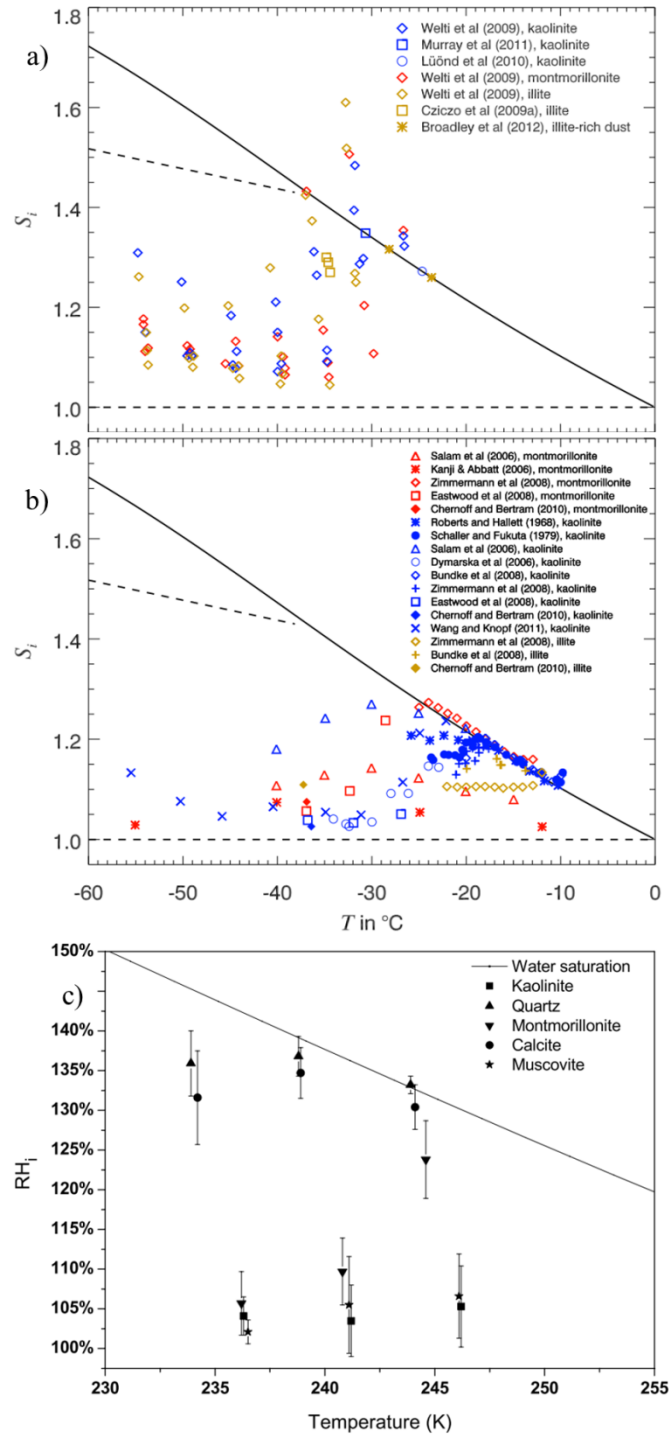 a)
Welti et al (2009), kaolinite
Murray et al (2011), kaolinite
Lüönd et al (2010), kaolinite
Welti et al (2009), montmorillonite
Welti et al (2009), illite
Cziczo et al (2009a), illite
Broadley et al (2012), illite-rich dust
1.8
1.6
1.4
1.2
1.0
Si
b)
Salam et al (2006), montmorillonite
Kanji & Abbatt (2006), montmorillonite
Zimmermann et al (2008), montmorillonite
Eastwood et al (2008), montmorillonite
Chernoff and Bertram (2010), montmorillonite
Roberts and Hallett (1968), kaolinite
Schaller and Fukuta (1979), kaolinite
Salam et al (2006), kaolinite
Dymarska et al (2006), kaolinite
Bundke et al (2008), kaolinite
Zimmermann et al (2008), kaolinite
Eastwood et al (2008), kaolinite
Chernoff and Bertram (2010), kaolinite
Wang and Knopf (2011), kaolinite
Zimmermann et al (2008), illite
Bundke et al (2008), illite
Chernoff and Bertram (2010), illite
1.8
1.6
1.4
1.2
1.0
Si
-60 -50 -40 -30 -20 -10 0
T in °C
c)
Water saturation
Kaolinite
Quartz
Montmorillonite
Calcite
Muscovite
150%
140%
135%
130%
125%
120%
115%
110%
105%
100%
RHi
230 235 240 245 250 255
Temperature (K)